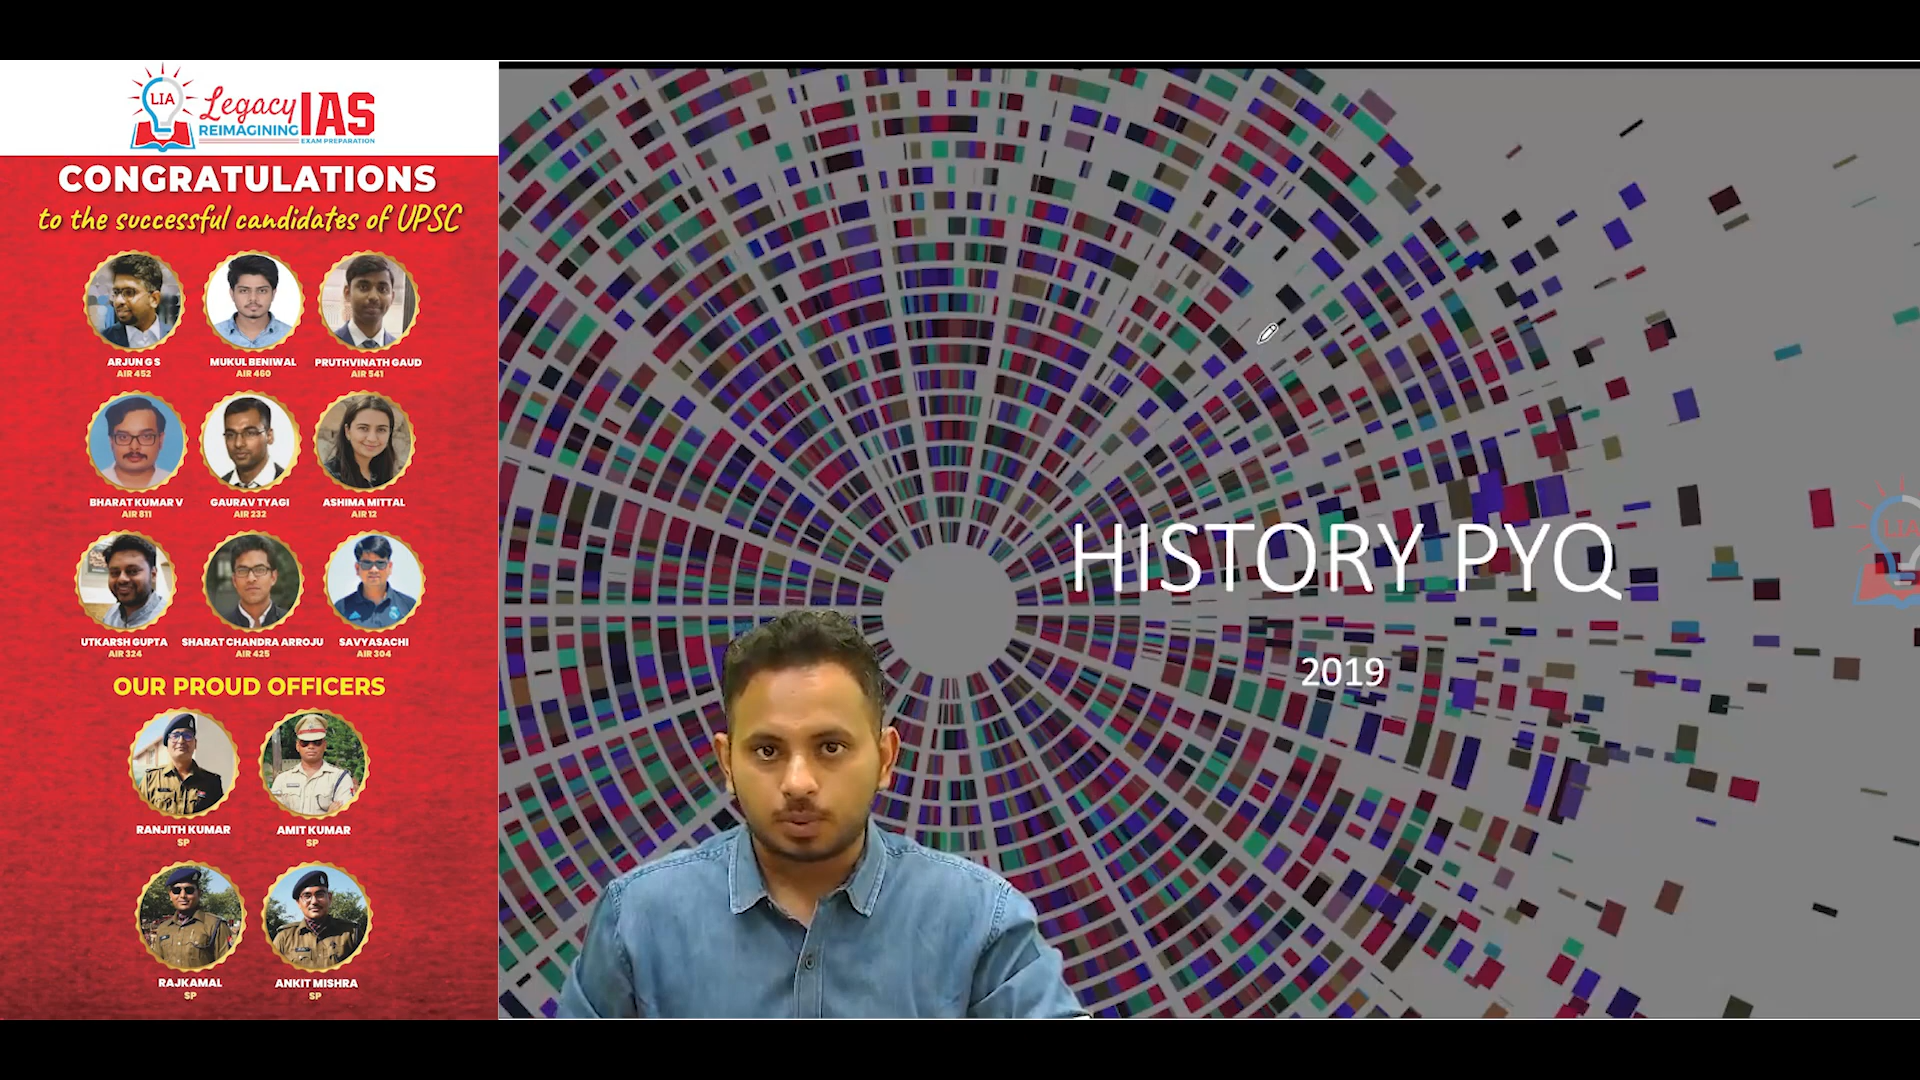 LIA
Legacy IAS
REIMAGINING
EXAM PREPARATION
CONGRATULATIONS
to the successful candidates of UPSC
ARJUN G S
AIR 452
MUKUL BENIWAL
AIR 460
PRUTHVINATH GAUD
AIR 541
BHARAT KUMAR V
AIR 811
GAURAV TYAGI
AIR 232
ASHIMA MITTAL
AIR 12
UTKARSH GUPTA
AIR 324
SHARAT CHANDRA ARROJU
AIR 425
SAVYASACHI
AIR 304
OUR PROUD OFFICERS
RANJITH KUMAR
SP
AMIT KUMAR
SP
RAJKAMAL
SP
ANKIT MISHRA
SP
HISTORY PYQ
2019
LIA